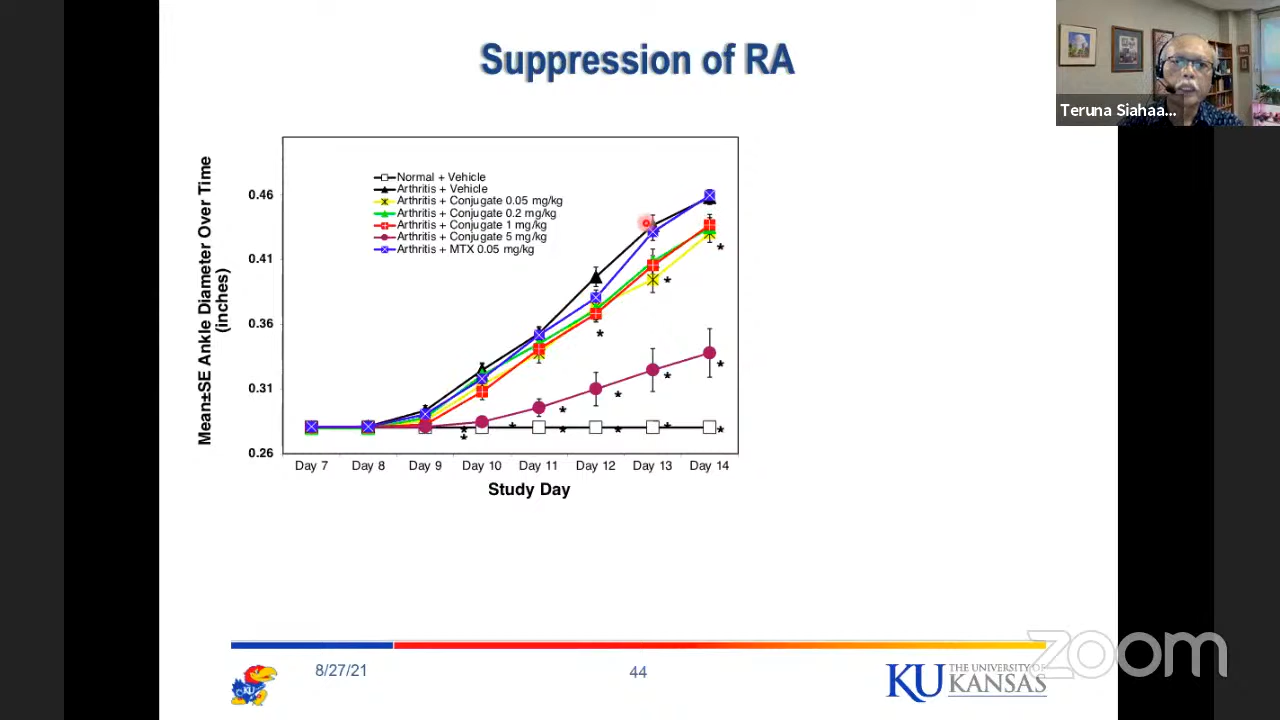 Suppression of RA
Teruna Siahaa...
Mean±SE Ankle Diameter Over Time
(inches)
Normal + Vehicle
Arthritis + Vehicle
Arthritis + Conjugate 0.05 mg/kg
Arthritis + Conjugate 0.2 mg/kg
Arthritis + Conjugate 1 mg/kg
Arthritis + Conjugate 5 mg/kg
Arthritis + MTX 0.05 mg/kg
0.46
0.41
0.36
0.31
0.26
Day 7 Day 8 Day 9 Day 10 Day 11 Day 12 Day 13 Day 14
Study Day
8/27/21
44
KU
KU THE UNIVERSITY OF
KANSAS
zoom